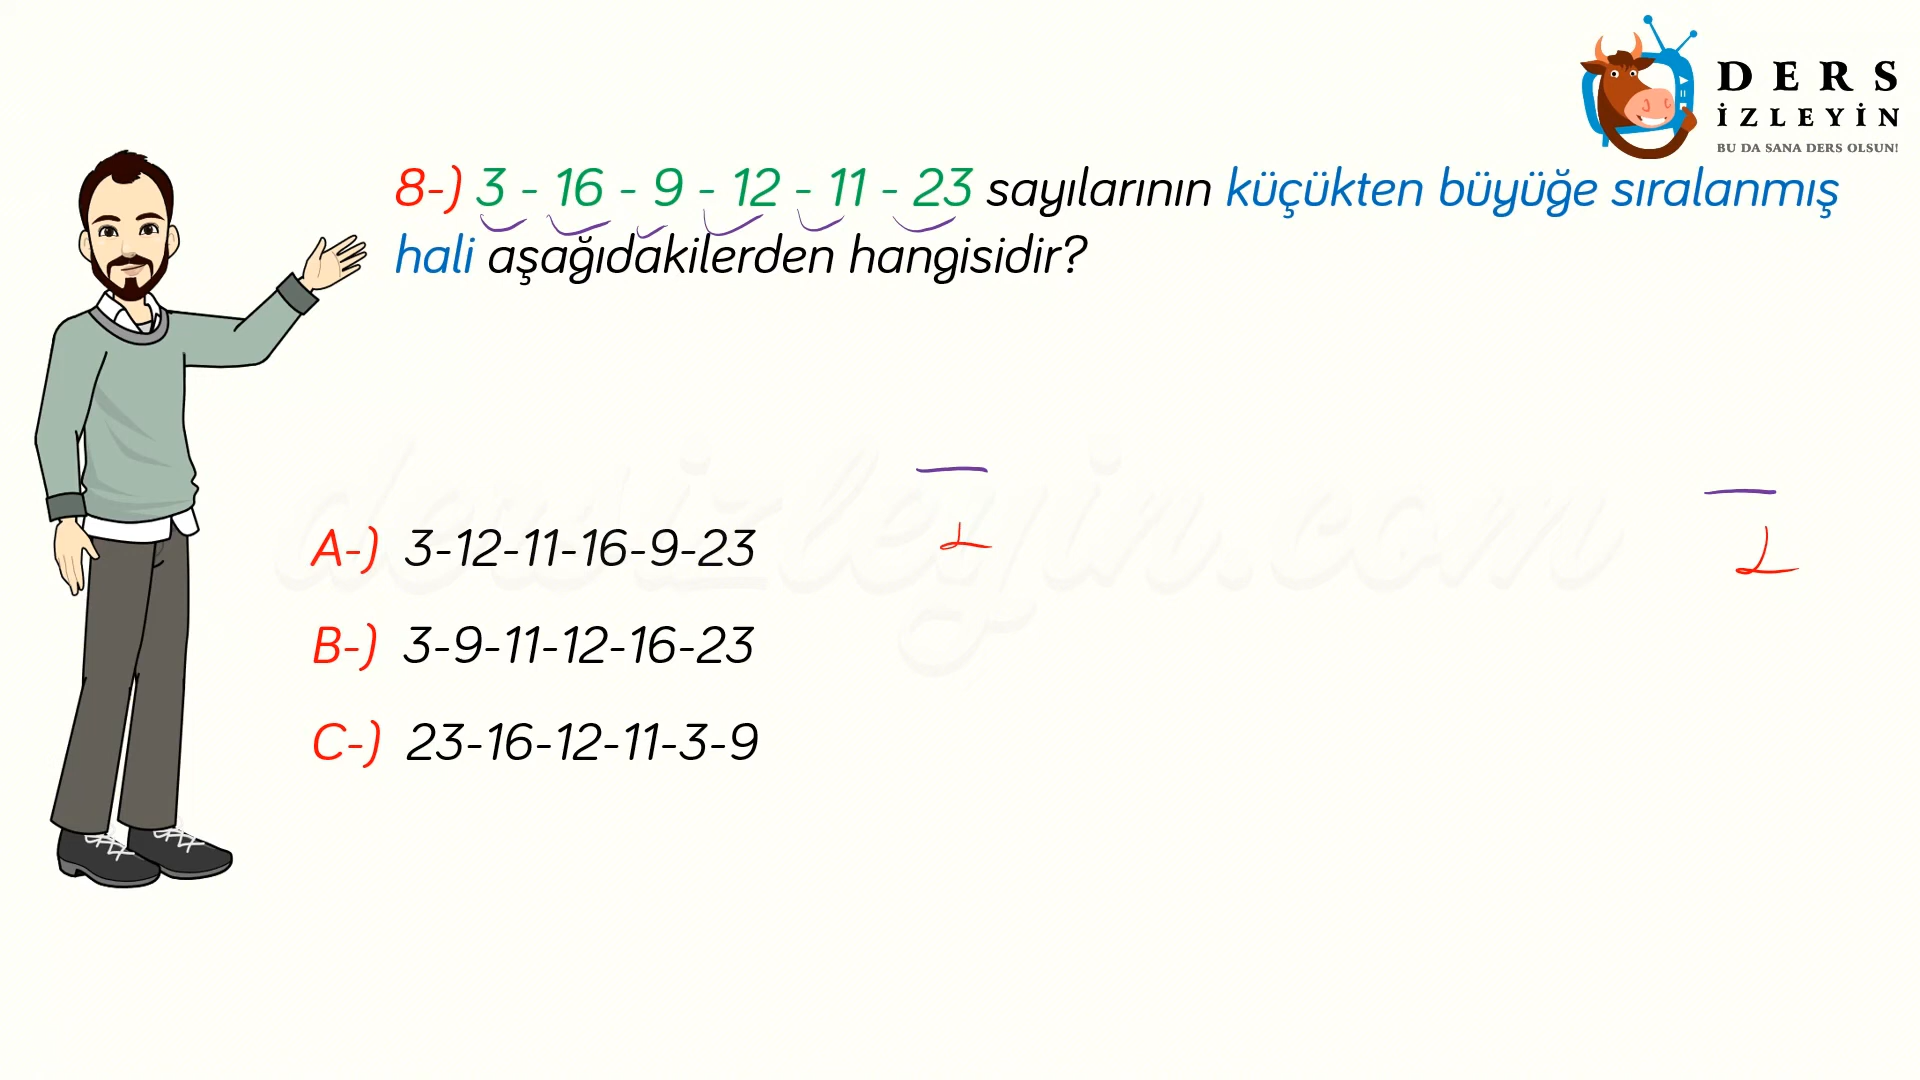 DERS
İZLEYİN
BU DA SANA DERS OLSUN!
8-) 3 - 16 - 9 - 12 - 11 - 23 sayılarının küçükten büyüğe sıralanmış
hali aşağıdakilerden hangisidir?
dersizleyin.com
A-) 3-12-11-16-9-23
B-) 3-9-11-12-16-23
C-) 23-16-12-11-3-9